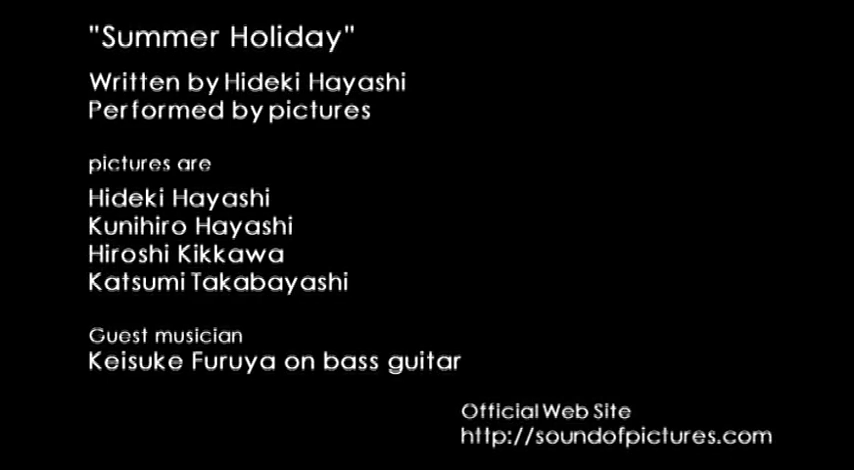 "Summer Holiday"
Written by Hideki Hayashi
Performed by pictures
pictures are
Hideki Hayashi
Kunihiro Hayashi
Hiroshi Kikkawa
Katsumi Takabayashi
Guest musician
Keisuke Furuya on bass guitar
Official Web Site
http://soundofpictures.com